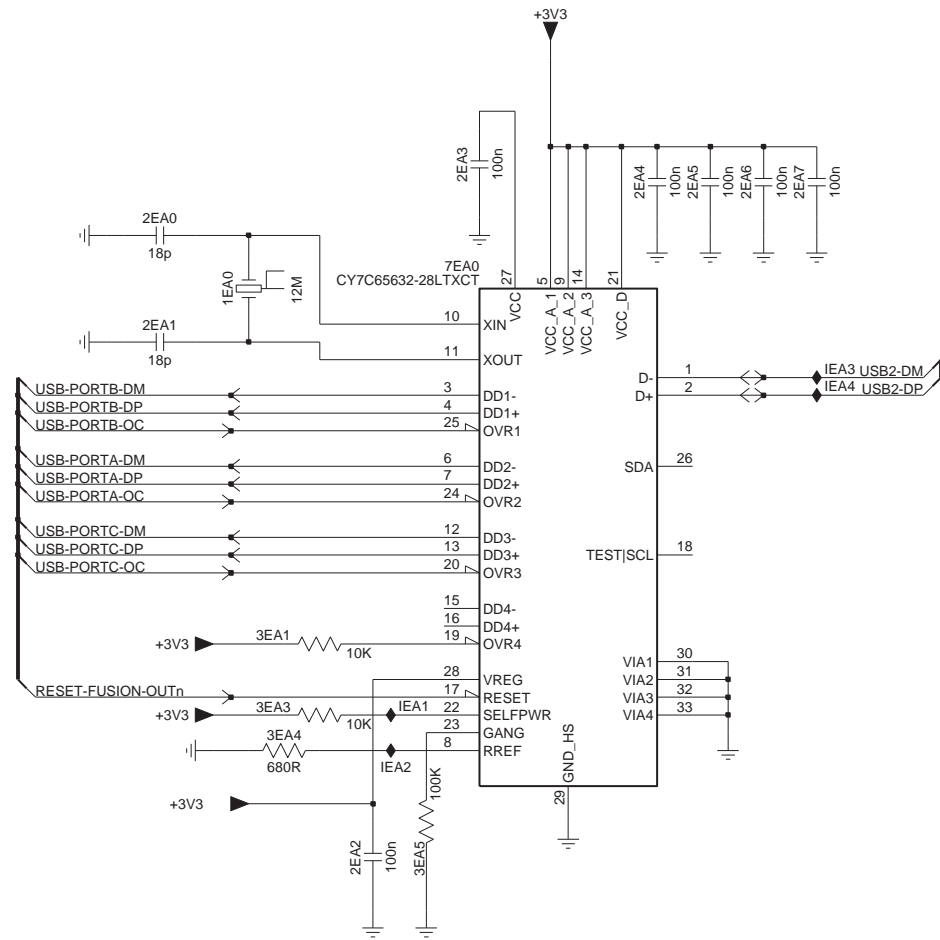 +3V3
2EA3
100n
2EA4
100n
2EA5
100n
2EA6
100n
2EA7
100n
2EA0
18p
1EA0
12M
2EA1
18p
7EA0
CY7C65632-28LTXCT
27
5
9
14
21
VCC
VCC_A_1
VCC_A_2
VCC_A_3
VCC_D
10 XIN
11 XOUT
D- 1 IEA3 USB2-DM
D+ 2 IEA4 USB2-DP
USB-PORTB-DM 3 DD1-
USB-PORTB-DP 4 DD1+
USB-PORTB-OC 25 OVR1
USB-PORTA-DM 6 DD2-
USB-PORTA-DP 7 DD2+
USB-PORTA-OC 24 OVR2
SDA 26
USB-PORTC-DM 12 DD3-
USB-PORTC-DP 13 DD3+
USB-PORTC-OC 20 OVR3
TEST|SCL 18
15 DD4-
16 DD4+
+3V3 3EA1 10K 19 OVR4
28 VREG
RESET-FUSION-OUTn 17 RESET
+3V3 3EA3 10K IEA1 22 SELFPWR
23 GANG
3EA4 680R IEA2 8 RREF
VIA1 30
VIA2 31
VIA3 32
VIA4 33
GND_HS
29
+3V3
2EA2
100n
3EA5
100K